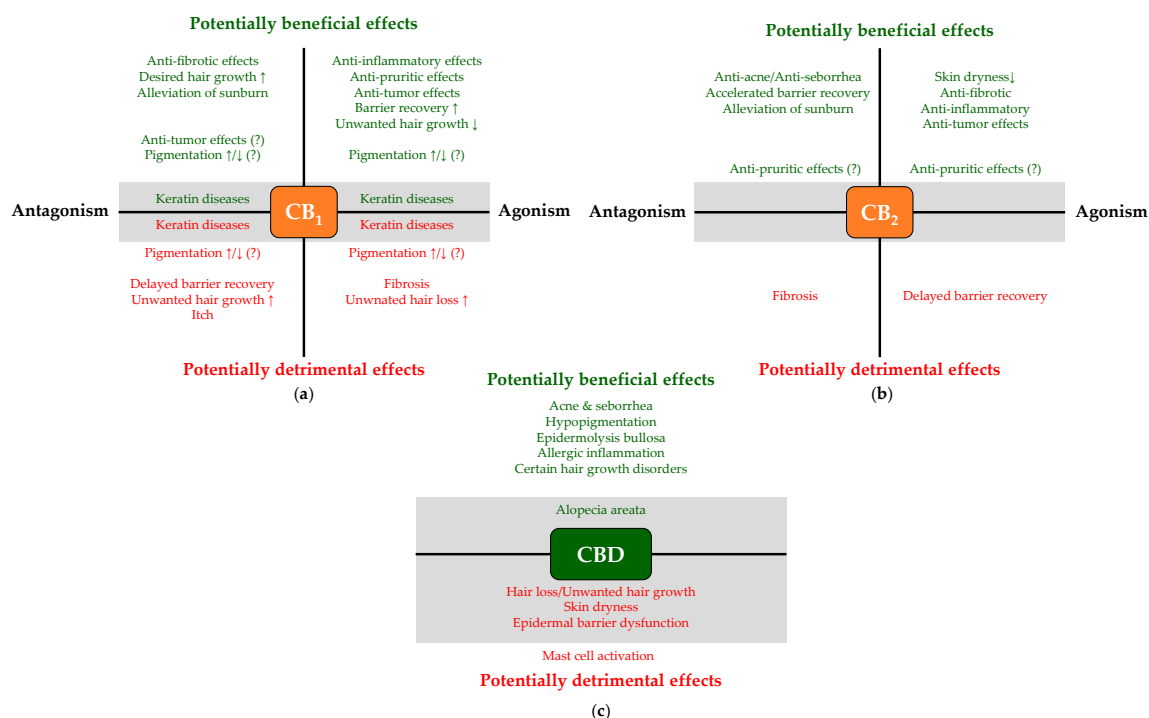 Potentially beneficial effects
Anti-fibrotic effects
Desired hair growth ↑
Alleviation of sunburn
Anti-tumor effects (?)
Pigmentation ↑/↓ (?)
Anti-inflammatory effects
Anti-pruritic effects
Anti-tumor effects
Barrier recovery ↑
Unwanted hair growth ↓
Pigmentation ↑/↓ (?)
Keratin diseases
Keratin diseases
Antagonism
CB1
Agonism
Keratin diseases
Keratin diseases
Pigmentation ↑/↓ (?)
Delayed barrier recovery
Unwanted hair growth ↑
Itch
Pigmentation ↑/↓ (?)
Fibrosis
Unwnated hair loss ↑
Potentially detrimental effects
(a)
Potentially beneficial effects
Anti-acne/Anti-seborrhea
Accelerated barrier recovery
Alleviation of sunburn
Anti-pruritic effects (?)
Skin dryness↓
Anti-fibrotic
Anti-inflammatory
Anti-tumor effects
Anti-pruritic effects (?)
Antagonism
CB2
Agonism
Fibrosis
Delayed barrier recovery
Potentially detrimental effects
(b)
Potentially beneficial effects
Acne & seborrhea
Hypopigmentation
Epidermolysis bullosa
Allergic inflammation
Certain hair growth disorders
Alopecia areata
CBD
Hair loss/Unwanted hair growth
Skin dryness
Epidermal barrier dysfunction
Mast cell activation
Potentially detrimental effects
(c)